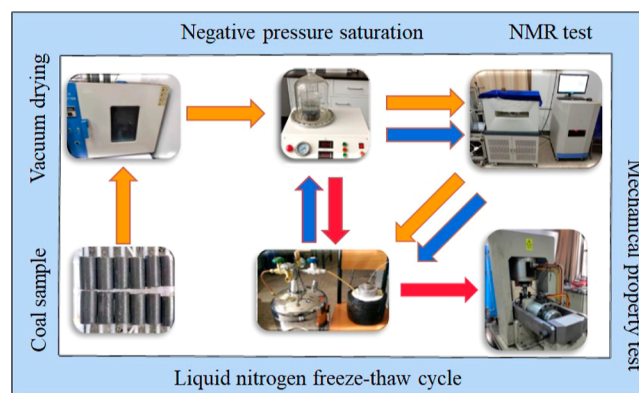 Negative pressure saturation
NMR test
Vacuum drying
Coal sample
Mechanical property test
Liquid nitrogen freeze-thaw cycle